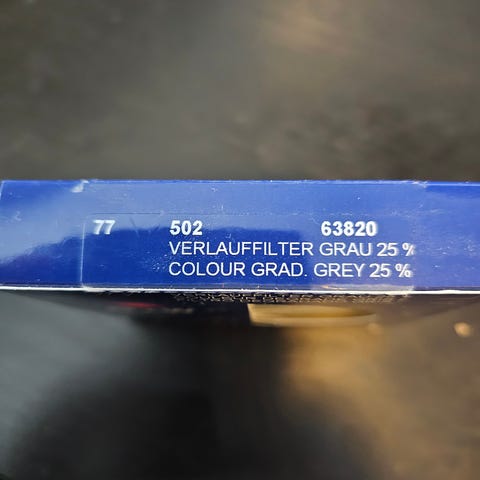 77 502 63820
VERLAUFFILTER GRAU 25 %
COLOUR GRAD. GREY 25 %